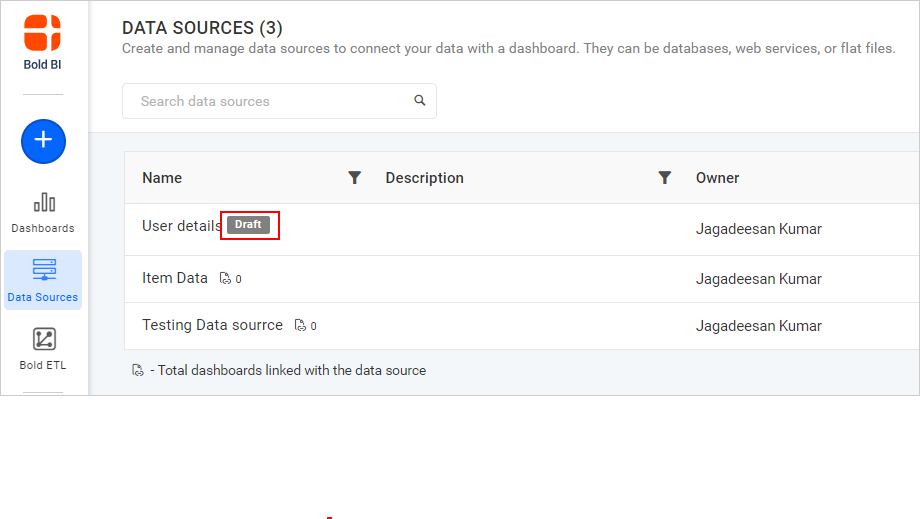 Bold BI
DATA SOURCES (3)
Create and manage data sources to connect your data with a dashboard. They can be databases, web services, or flat files.
Search data sources
Dashboards
Data Sources
Bold ETL
Name Description Owner
User details Draft Jagadeesan Kumar
Item Data 0 Jagadeesan Kumar
Testing Data sourrce 0 Jagadeesan Kumar
- Total dashboards linked with the data source